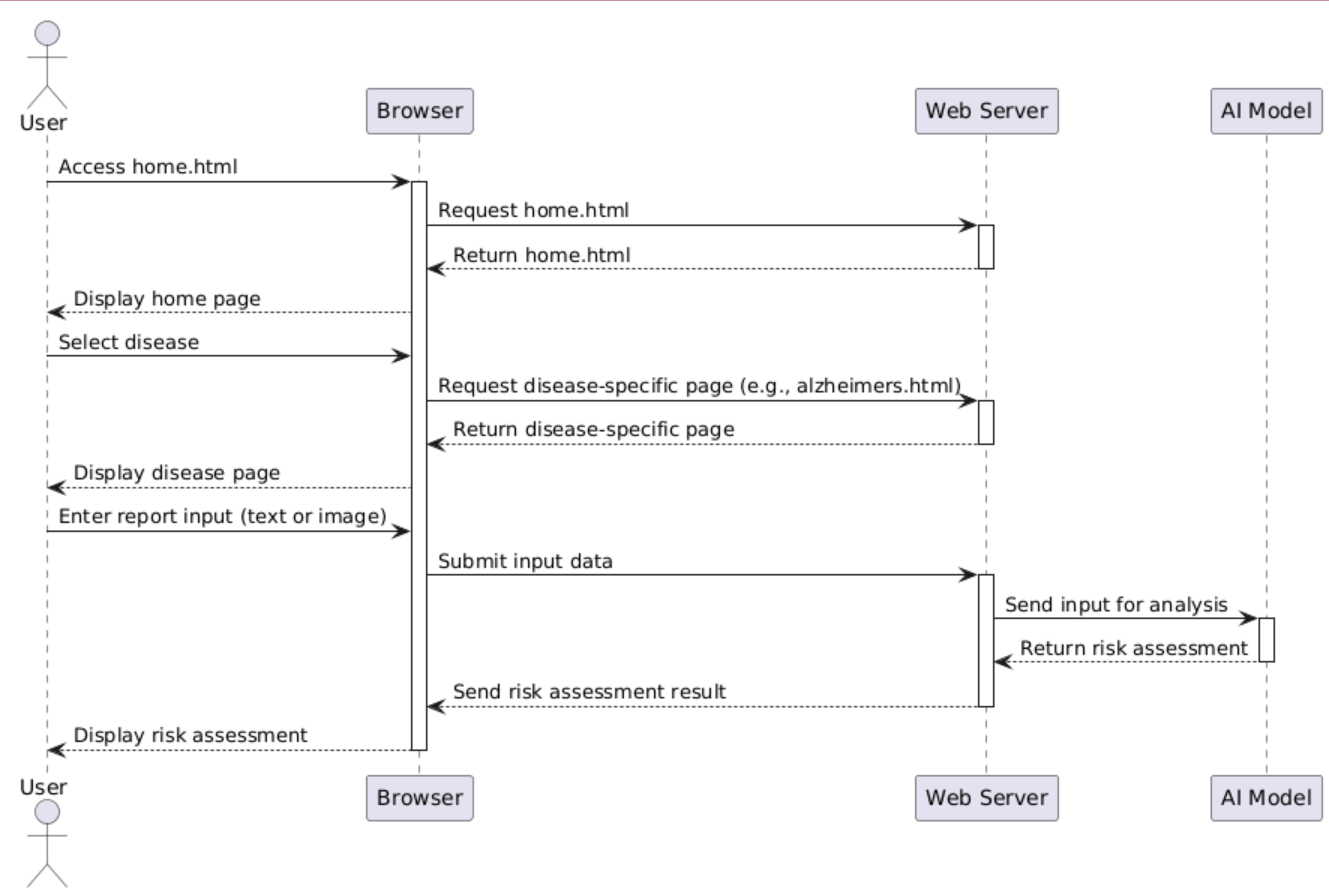 User
Browser
Web Server
AI Model
Access home.html
Request home.html
Return home.html
Display home page
Select disease
Request disease-specific page (e.g., alzheimers.html)
Return disease-specific page
Display disease page
Enter report input (text or image)
Submit input data
Send input for analysis
Return risk assessment
Send risk assessment result
Display risk assessment
User
Browser
Web Server
AI Model